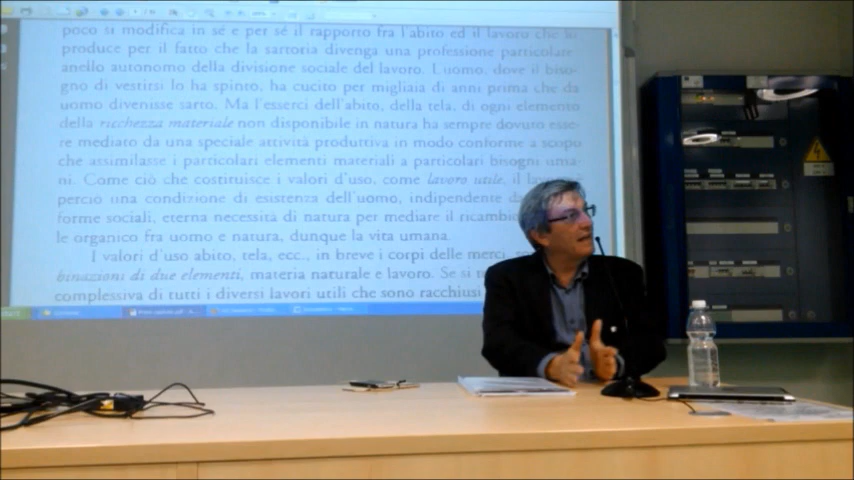 poco si modifica in sé e per sé il rapporto fra l'abito ed il lavoro che lo
produce per il fatto che la sartoria divenga una professione particolare,
anello autonomo della divisione sociale del lavoro. L'uomo, dove il biso-
gno di vestirsi lo ha spinto, ha cucito per migliaia di anni prima che da
uomo divenisse sarto. Ma l'esserci dell'abito, della tela, di ogni elemento
della ricchezza materiale non disponibile in natura ha sempre dovuto esse-
re mediato da una speciale attività produttiva in modo conforme a scopo
che assimilasse i particolari elementi materiali a particolari bisogni uma-
ni. Come ciò che costituisce i valori d'uso, come lavoro utile, il
perciò una condizione di esistenza dell'uomo, indipendente
forme sociali, eterna necessità di natura per mediare il ricambio
le organico fra uomo e natura, dunque la vita umana.
I valori d'uso abito, tela, ecc., in breve i corpi delle merci,
binazioni di due elementi, materia naturale e lavoro. Se si
complessiva di tutti i diversi lavori utili che sono racchiusi